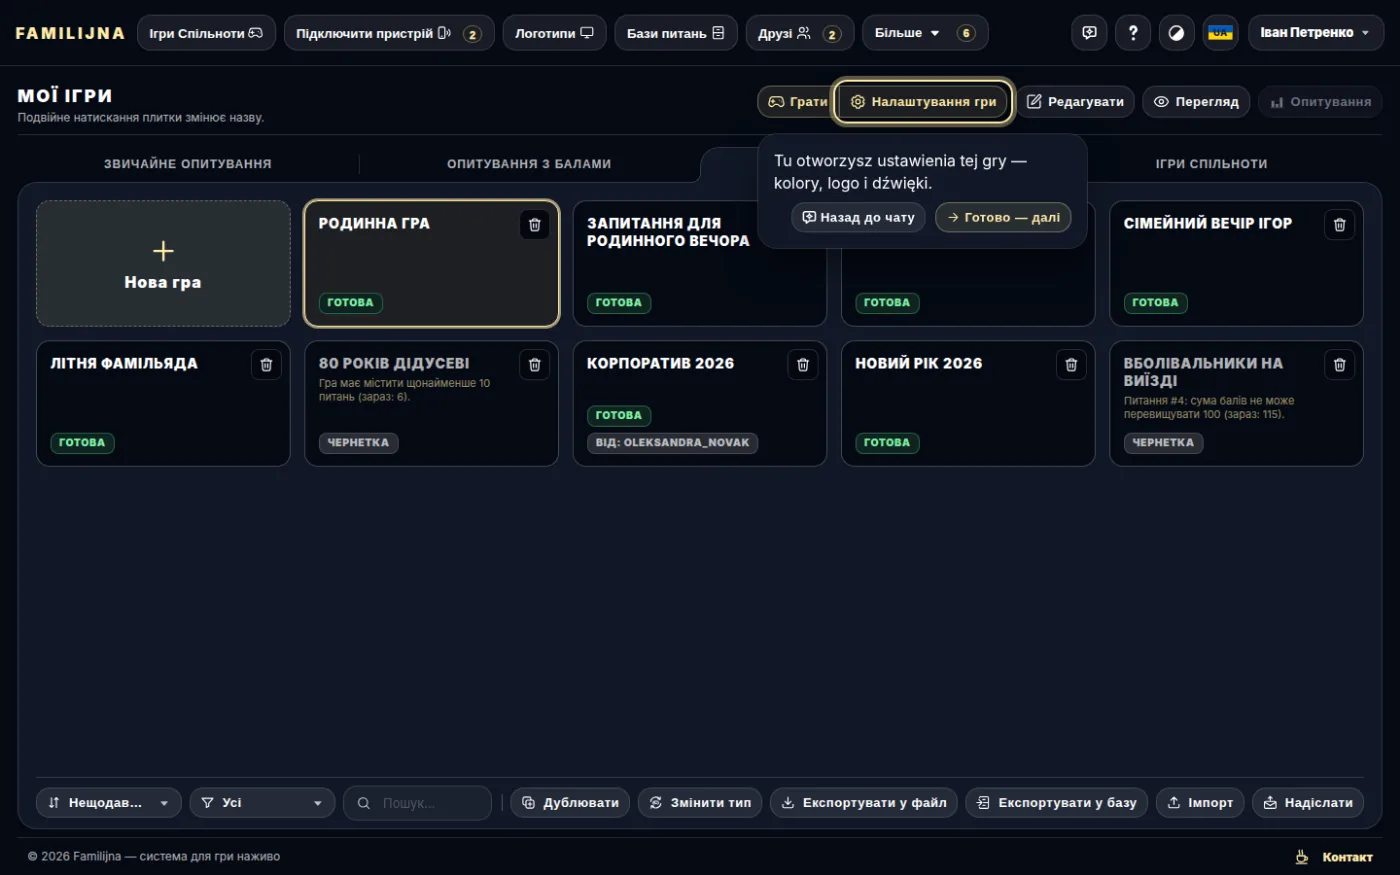 FAMILIJNA
Ігри Спільноти
Підключити пристрій 2
Логотипи
Бази питань
Друзі 2
Більше 6
?
UA
Іван Петренко
МОЇ ІГРИ
Подвійне натискання плитки змінює назву.
Грати
Налаштування гри
Редагувати
Перегляд
Опитування
ЗВИЧАЙНЕ ОПИТУВАННЯ
ОПИТУВАННЯ З БАЛАМИ
ІГРИ СПІЛЬНОТИ
Tu otworzysz ustawienia tej gry —
kolory, logo i dźwięki.
Назад до чату
Готово — далі
Нова гра
РОДИННА ГРА
ГОТОВА
ЗАПИТАННЯ ДЛЯ
РОДИННОГО ВЕЧОРА
ГОТОВА
ГОТОВА
СІМЕЙНИЙ ВЕЧІР ІГОР
ГОТОВА
ЛІТНЯ ФАМІЛЬЯДА
ГОТОВА
80 РОКІВ ДІДУСЕВІ
Гра має містити щонайменше 10
питань (зараз: 6).
ЧЕРНЕТКА
КОРПОРАТИВ 2026
ГОТОВА
ВІД: OLEKSANDRA_NOVAK
НОВИЙ РІК 2026
ГОТОВА
ВБОЛІВАЛЬНИКИ НА
ВИЇЗДІ
Питання #4: сума балів не може
перевищувати 100 (зараз: 115).
ЧЕРНЕТКА
Нещодав...
Усі
Пошук...
Дублювати
Змінити тип
Експортувати у файл
Експортувати у базу
Імпорт
Надіслати
© 2026 Familijna — система для гри наживо
Контакт